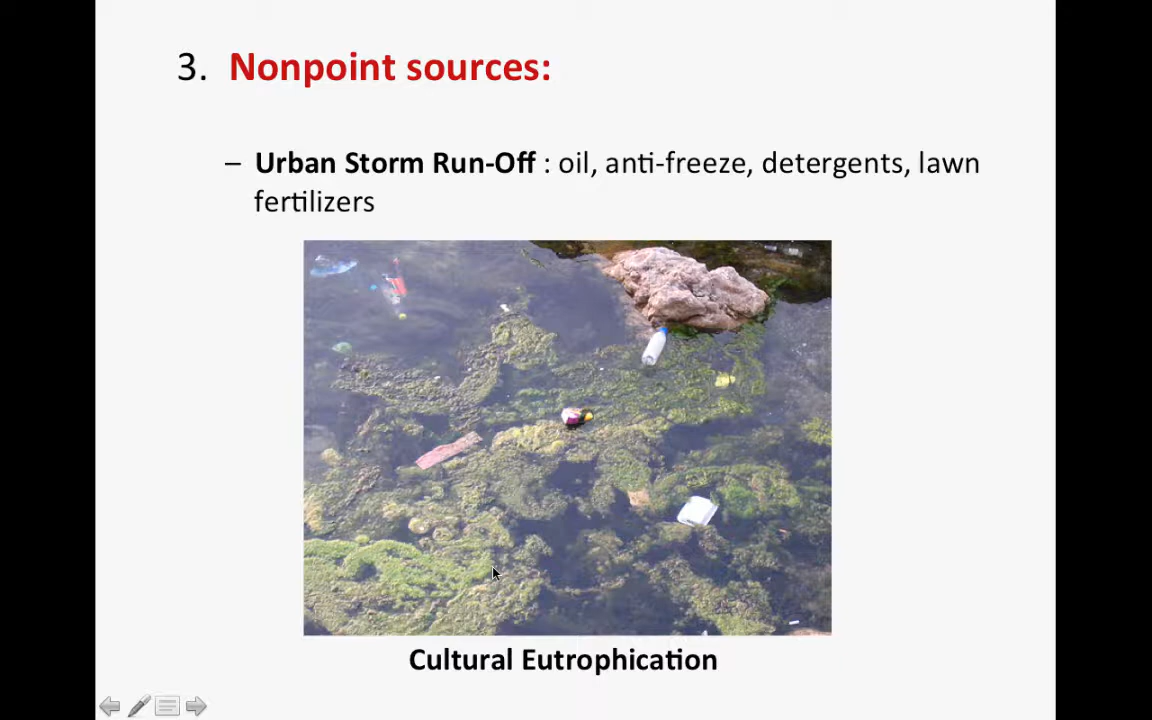 3. Nonpoint sources:
– Urban Storm Run-Off : oil, anti-freeze, detergents, lawn
fertilizers
Cultural Eutrophication